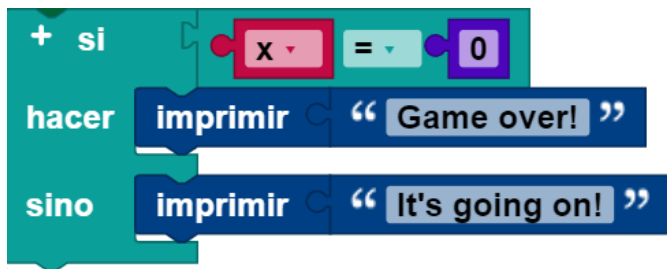 + si x = 0
hacer imprimir “ Game over! ”
sino imprimir “ It's going on! ”